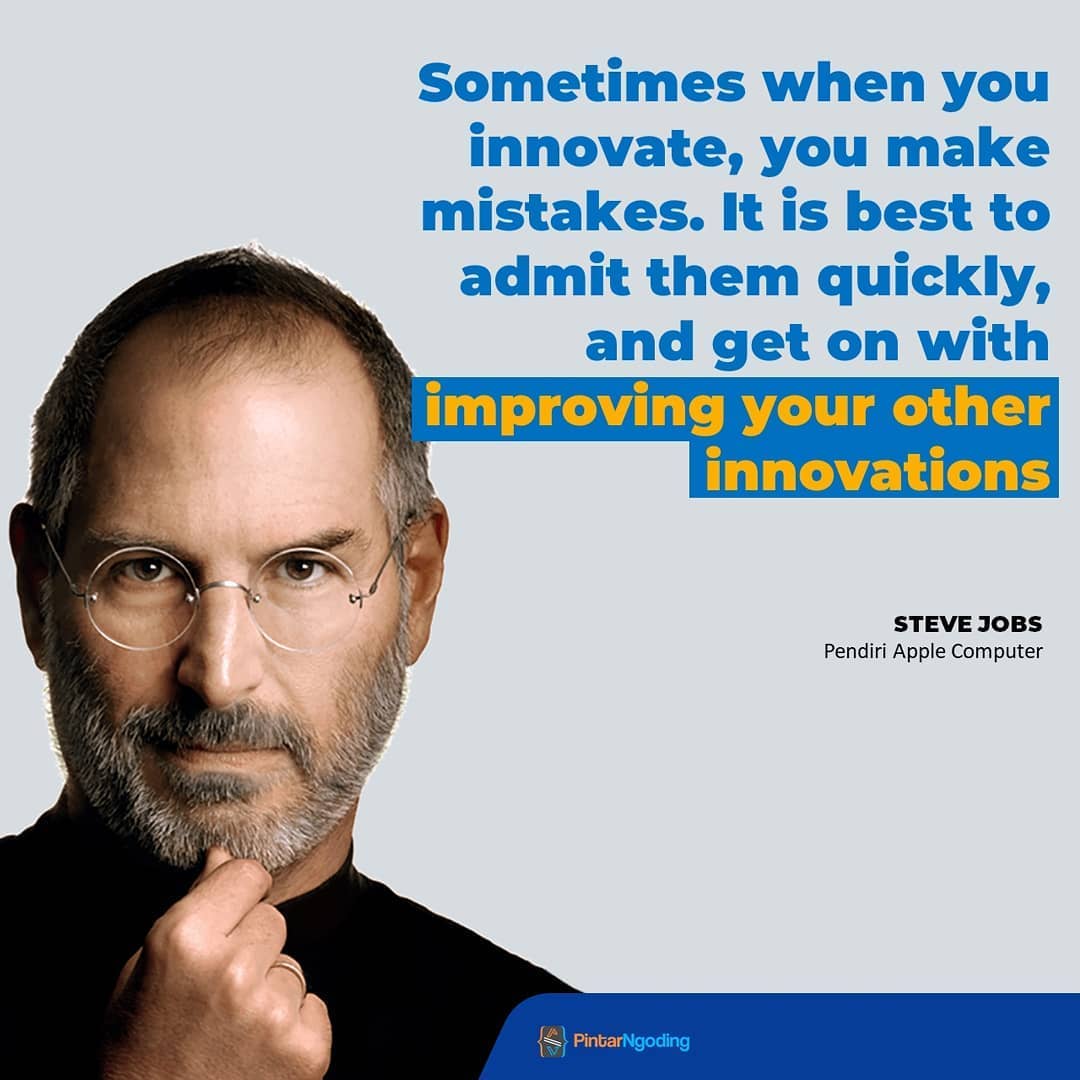 Sometimes when you
innovate, you make
mistakes. It is best to
admit them quickly,
and get on with
improving your other
innovations
STEVE JOBS
Pendiri Apple Computer
PintarNgoding